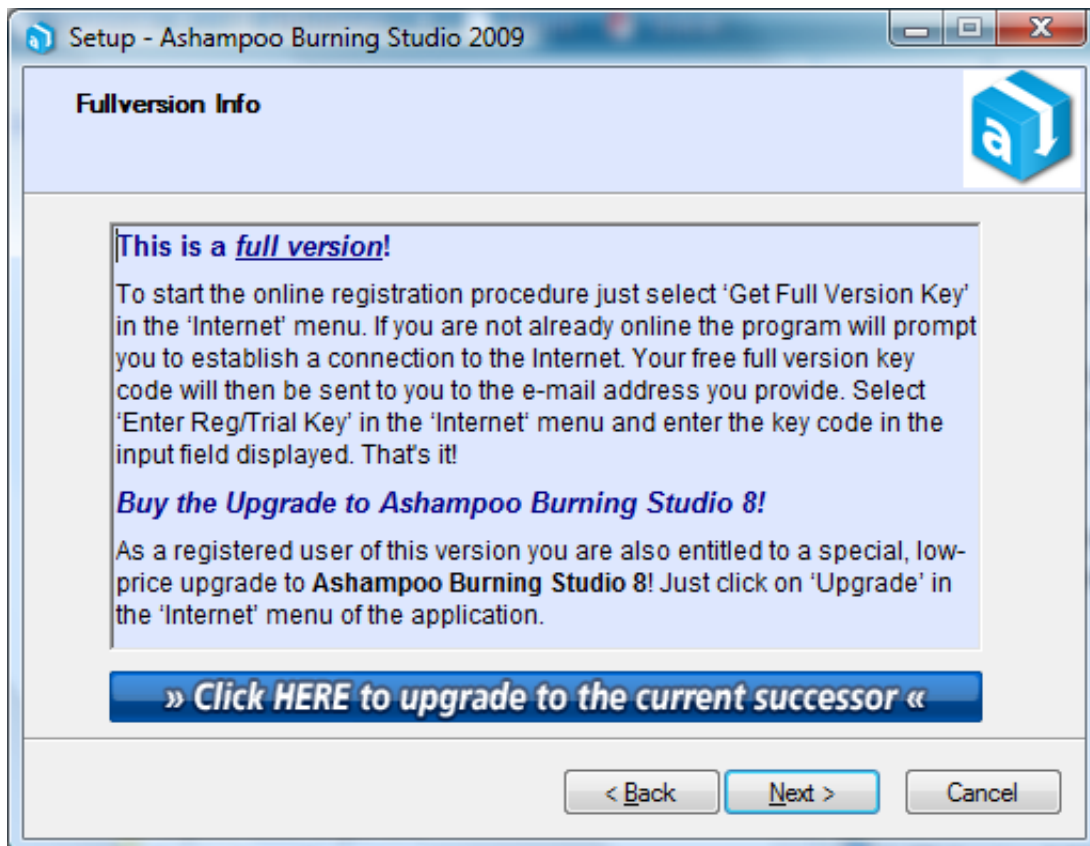 Setup - Ashampoo Burning Studio 2009
Fullversion Info
a
This is a full version!
To start the online registration procedure just select ‘Get Full Version Key’
in the ‘Internet’ menu. If you are not already online the program will prompt
you to establish a connection to the Internet. Your free full version key
code will then be sent to you to the e-mail address you provide. Select
‘Enter Reg/Trial Key’ in the ‘Internet‘ menu and enter the key code in the
input field displayed. That's it!
Buy the Upgrade to Ashampoo Burning Studio 8!
As a registered user of this version you are also entitled to a special, low-
price upgrade to Ashampoo Burning Studio 8! Just click on ‘Upgrade’ in
the ‘Internet’ menu of the application.
» Click HERE to upgrade to the current successor «
< Back Next > Cancel